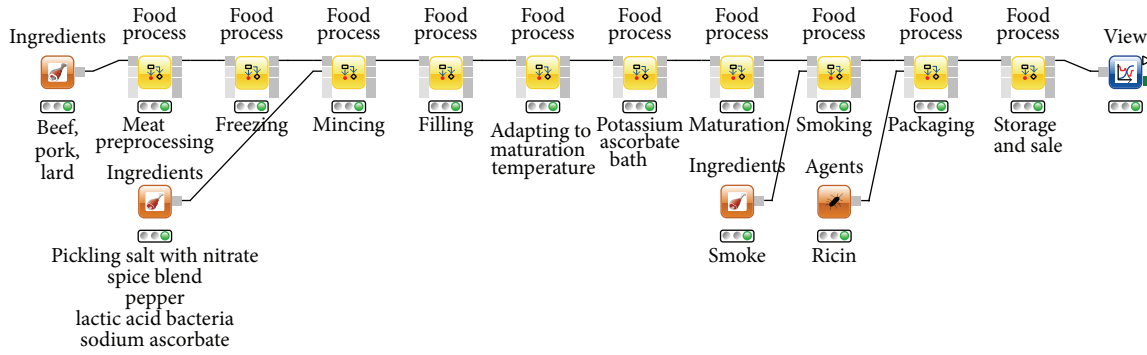 Ingredients
Food
process
Food
process
Food
process
Food
process
Food
process
Food
process
Food
process
Food
process
Food
process
Food
process
View
Beef,
pork,
lard
Meat
preprocessing
Freezing
Mincing
Filling
Adapting to
maturation
temperature
Potassium
ascorbate
bath
Maturation
Smoking
Packaging
Storage
and sale
Ingredients
Pickling salt with nitrate
spice blend
pepper
lactic acid bacteria
sodium ascorbate
Ingredients
Smoke
Agents
Ricin